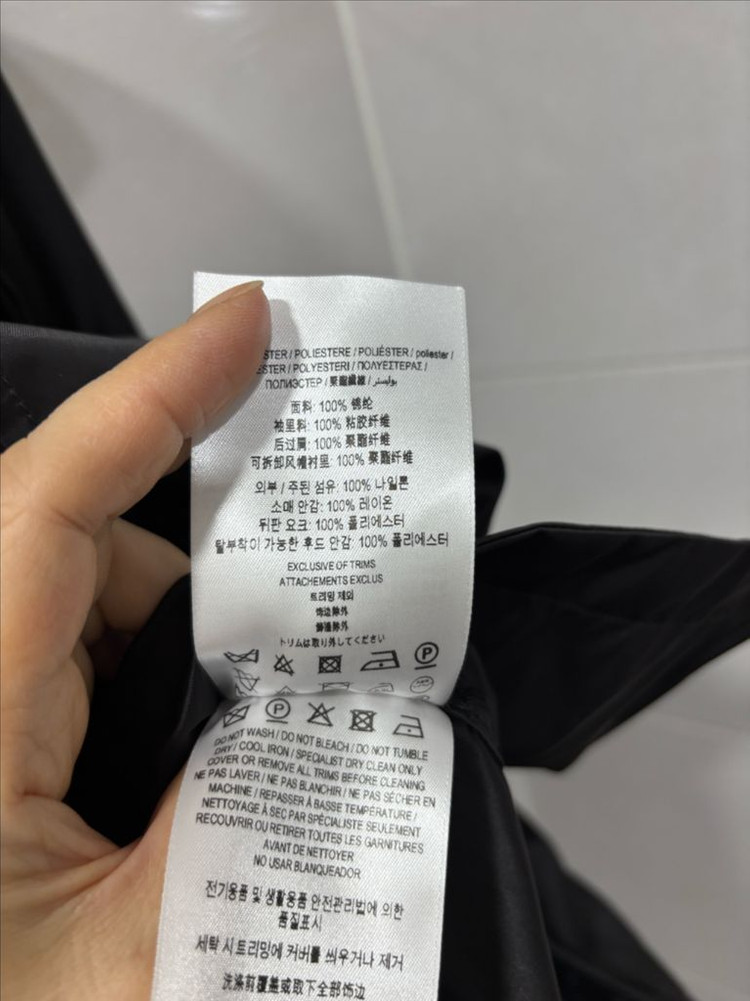 STER / POLIESTERE / POLIÉSTER / poliester /
ESTER / POLYESTERI / ΠΟΛΥΕΣΤΕΡΑΣ /
ПОЛИЭСТЕР / 聚酯纖維 / بوليستر
面料: 100% 锦纶
袖里料: 100% 粘胶纤维
后过肩: 100% 聚酯纤维
可拆卸风帽衬里: 100% 聚酯纤维
외부 / 주된 섬유: 100% 나일론
소매 안감: 100% 레이온
뒤판 요크: 100% 폴리에스터
탈부착이 가능한 후드 안감: 100% 폴리에스터
EXCLUSIVE OF TRIMS
ATTACHEMENTS EXCLUS
트리밍 제외
饰边除外
飾邊除外
トリムは取り外してください
P
P
DO NOT WASH / DO NOT BLEACH / DO NOT TUMBLE
DRY / COOL IRON / SPECIALIST DRY CLEAN ONLY
COVER OR REMOVE ALL TRIMS BEFORE CLEANING
NE PAS LAVER / NE PAS BLANCHIR / NE PAS SÉCHER EN
MACHINE / REPASSER À BASSE TEMPÉRATURE /
NETTOYAGE À SEC PAR SPÉCIALISTE SEULEMENT
RECOUVRIR OU RETIRER TOUTES LES GARNITURES
AVANT DE NETTOYER
NO USAR BLANQUEADOR
전기용품 및 생활용품 안전관리법에 의한
품질표시
세탁 시 트리밍에 커버를 씌우거나 제거
洗涤前覆盖或取下全部饰边